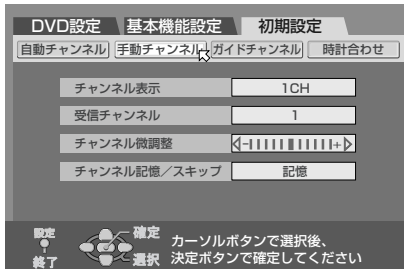 DVD設定 基本機能設定 初期設定
自動チャンネル 手動チャンネル ガイドチャンネル 時計合わせ
チャンネル表示 1CH
受信チャンネル 1
チャンネル微調整 - +
チャンネル記憶／スキップ 記憶
設定 確定
終了 選択
カーソルボタンで選択後、
決定ボタンで確定してください